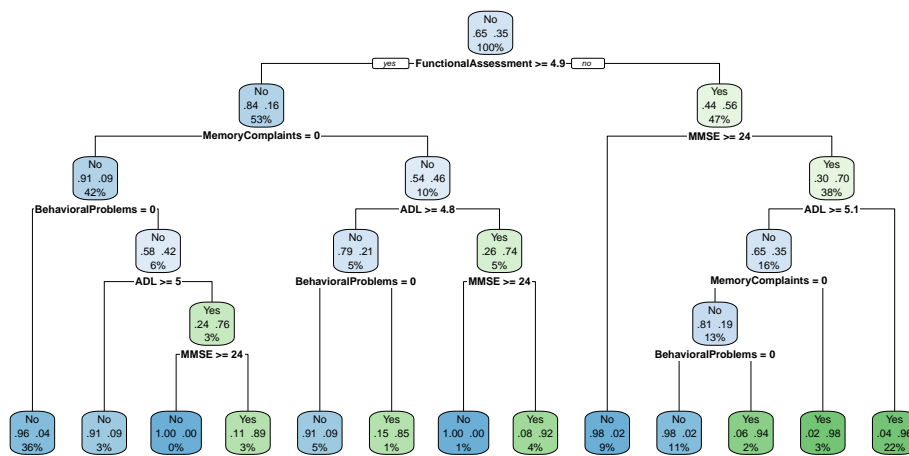 No
.65 .35
100%
yes FunctionalAssessment >= 4.9 no
No
.84 .16
53%
Yes
.44 .56
47%
MemoryComplaints = 0
MMSE >= 24
No
.91 .09
42%
No
.54 .46
10%
Yes
.30 .70
38%
BehavioralProblems = 0
ADL >= 4.8
ADL >= 5.1
No
.58 .42
6%
No
.79 .21
5%
Yes
.26 .74
5%
No
.65 .35
16%
ADL >= 5
BehavioralProblems = 0
MMSE >= 24
MemoryComplaints = 0
Yes
.24 .76
3%
No
.81 .19
13%
MMSE >= 24
BehavioralProblems = 0
No
.96 .04
36%
No
.91 .09
3%
No
1.00 .00
0%
Yes
.11 .89
3%
No
.91 .09
5%
Yes
.15 .85
1%
No
1.00 .00
1%
Yes
.08 .92
4%
No
.98 .02
9%
No
.98 .02
11%
Yes
.06 .94
2%
Yes
.02 .98
3%
Yes
.04 .96
22%